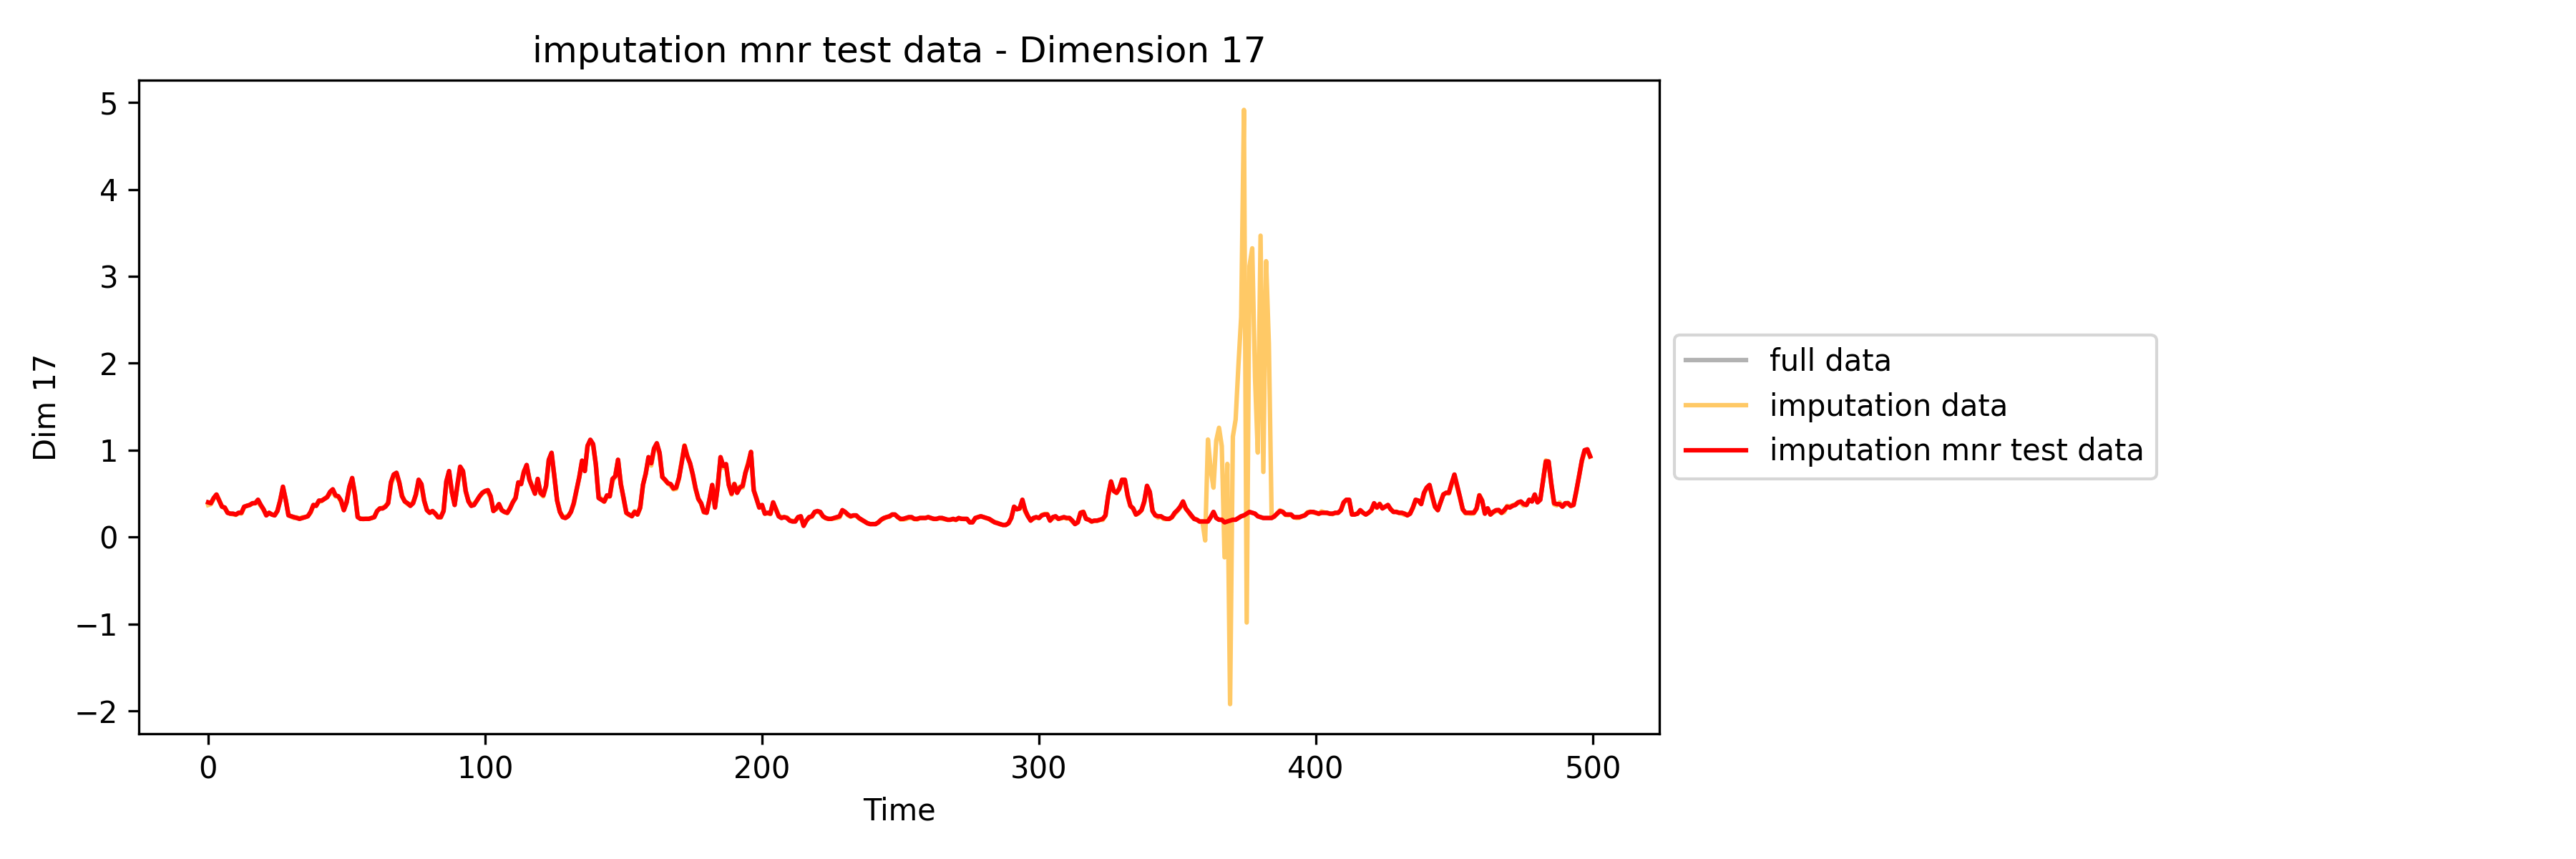 imputation mnr test data - Dimension 17
5
4
3
2
1
0
−1
−2
Dim 17
0 100 200 300 400 500
Time
full data
imputation data
imputation mnr test data